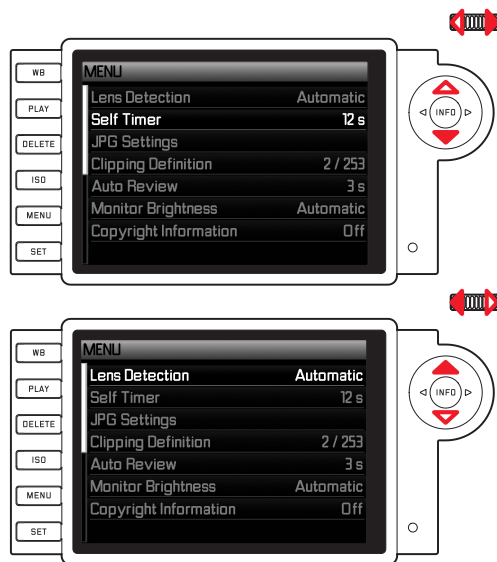 WB
PLAY
DELETE
ISO
MENU
SET
MENU
Lens Detection Automatic
Self Timer 12 s
JPG Settings
Clipping Definition 2 / 253
Auto Review 3 s
Monitor Brightness Automatic
Copyright Information Off
INFO
WB
PLAY
DELETE
ISO
MENU
SET
MENU
Lens Detection Automatic
Self Timer 12 s
JPG Settings
Clipping Definition 2 / 253
Auto Review 3 s
Monitor Brightness Automatic
Copyright Information Off
INFO